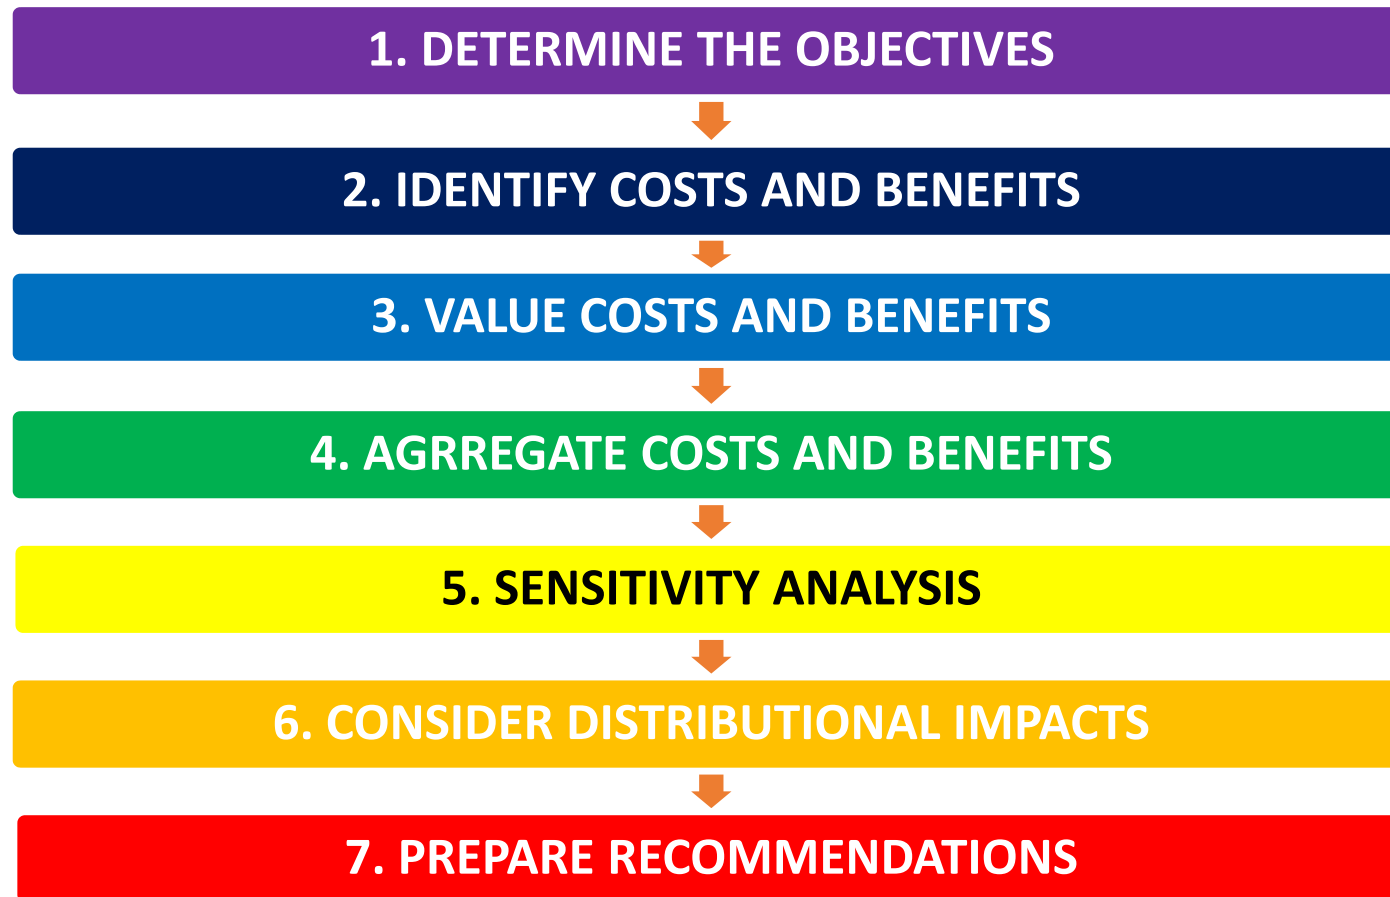 1. DETERMINE THE OBJECTIVES
2. IDENTIFY COSTS AND BENEFITS
3. VALUE COSTS AND BENEFITS
4. AGRREGATE COSTS AND BENEFITS
5. SENSITIVITY ANALYSIS
6. CONSIDER DISTRIBUTIONAL IMPACTS
7. PREPARE RECOMMENDATIONS